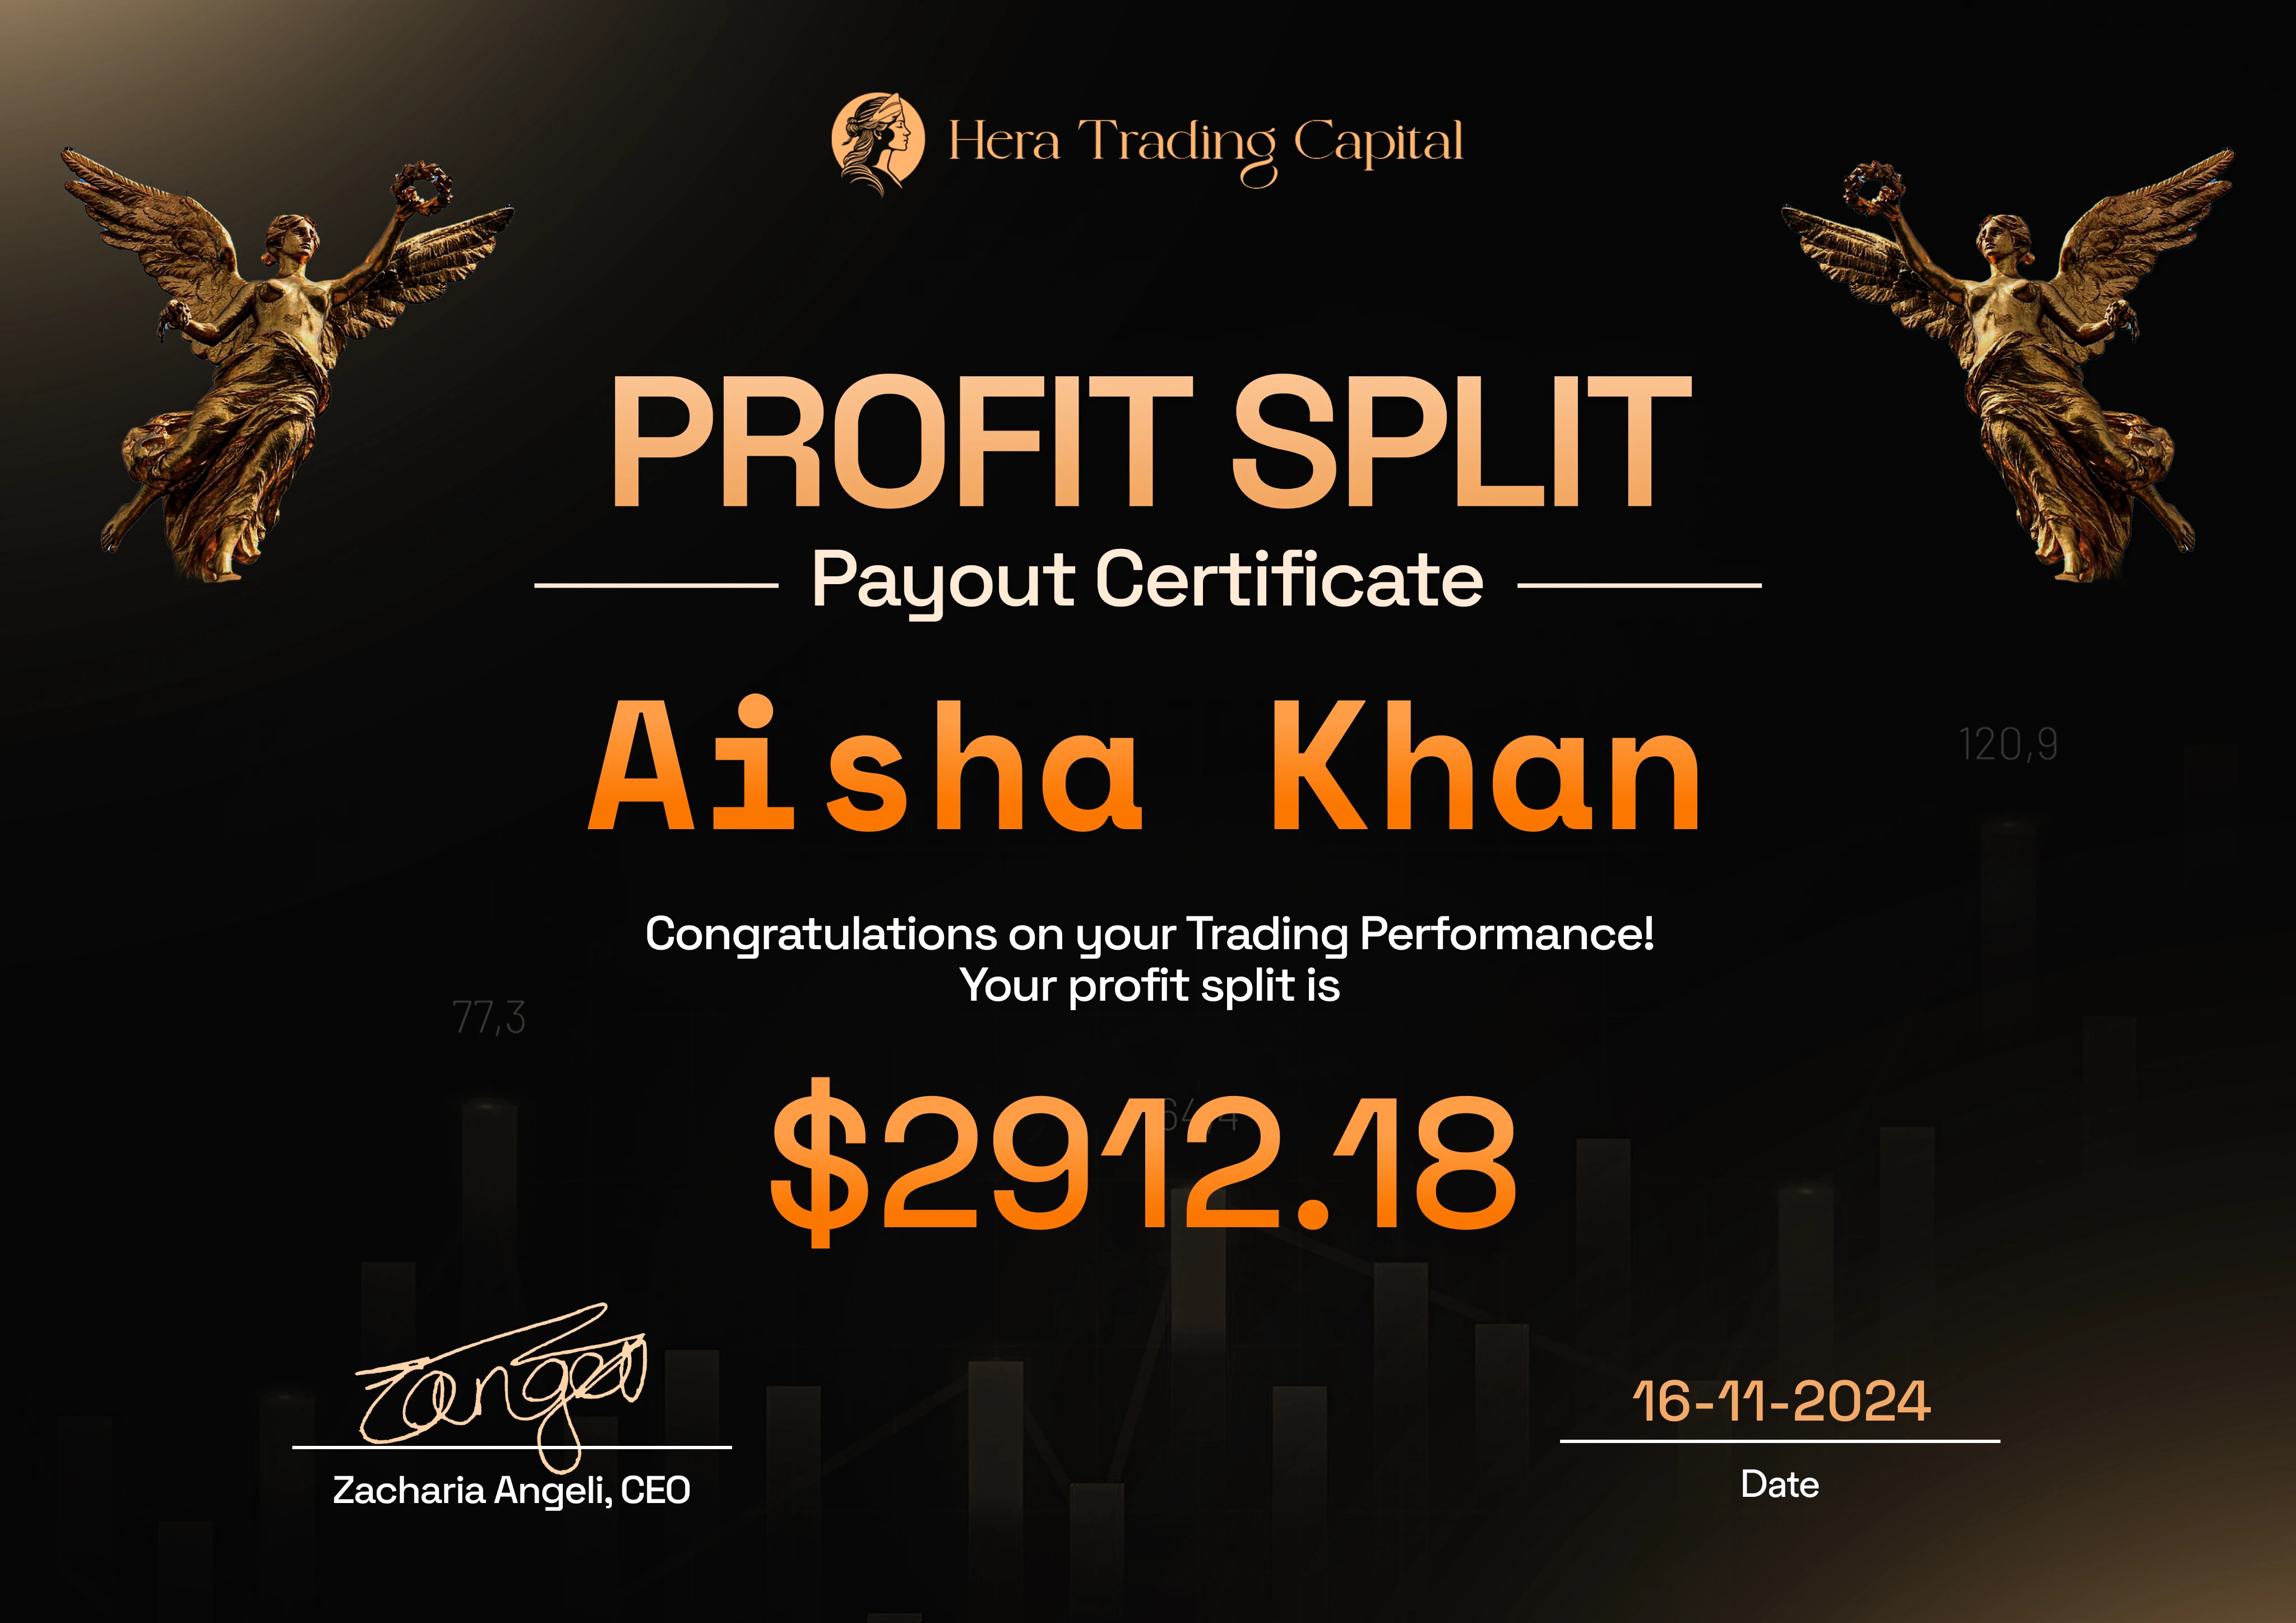 Hera Trading Capital
PROFIT SPLIT
Payout Certificate
Aisha Khan
120,9
Congratulations on your Trading Performance!
Your profit split is
77,3
$2912.18
16-11-2024
Zacharia Angeli, CEO
Date